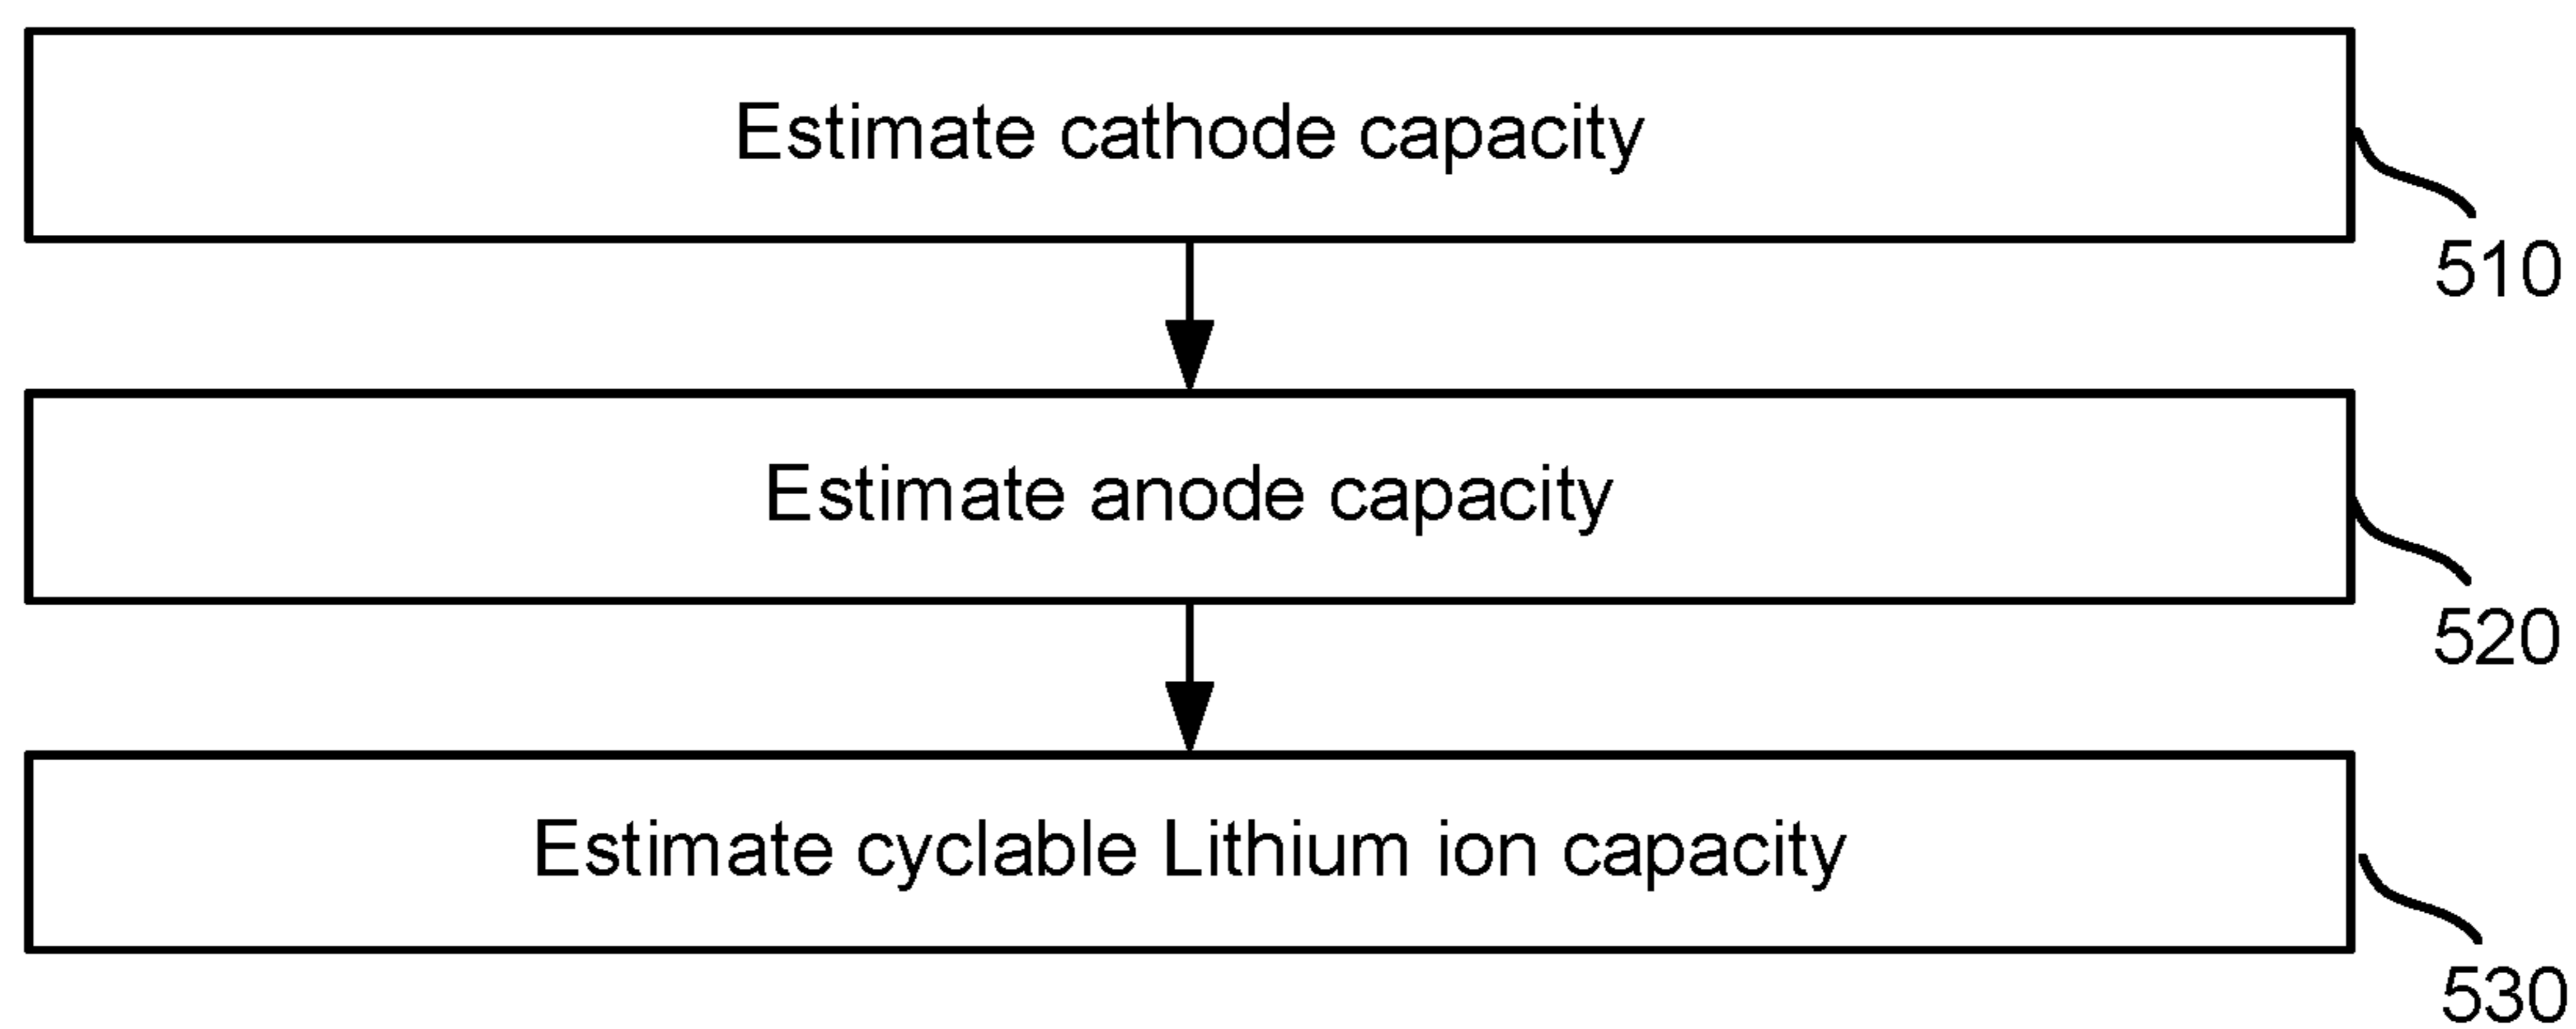 Estimate cathode capacity
510
Estimate anode capacity
520
Estimate cyclable Lithium ion capacity
530